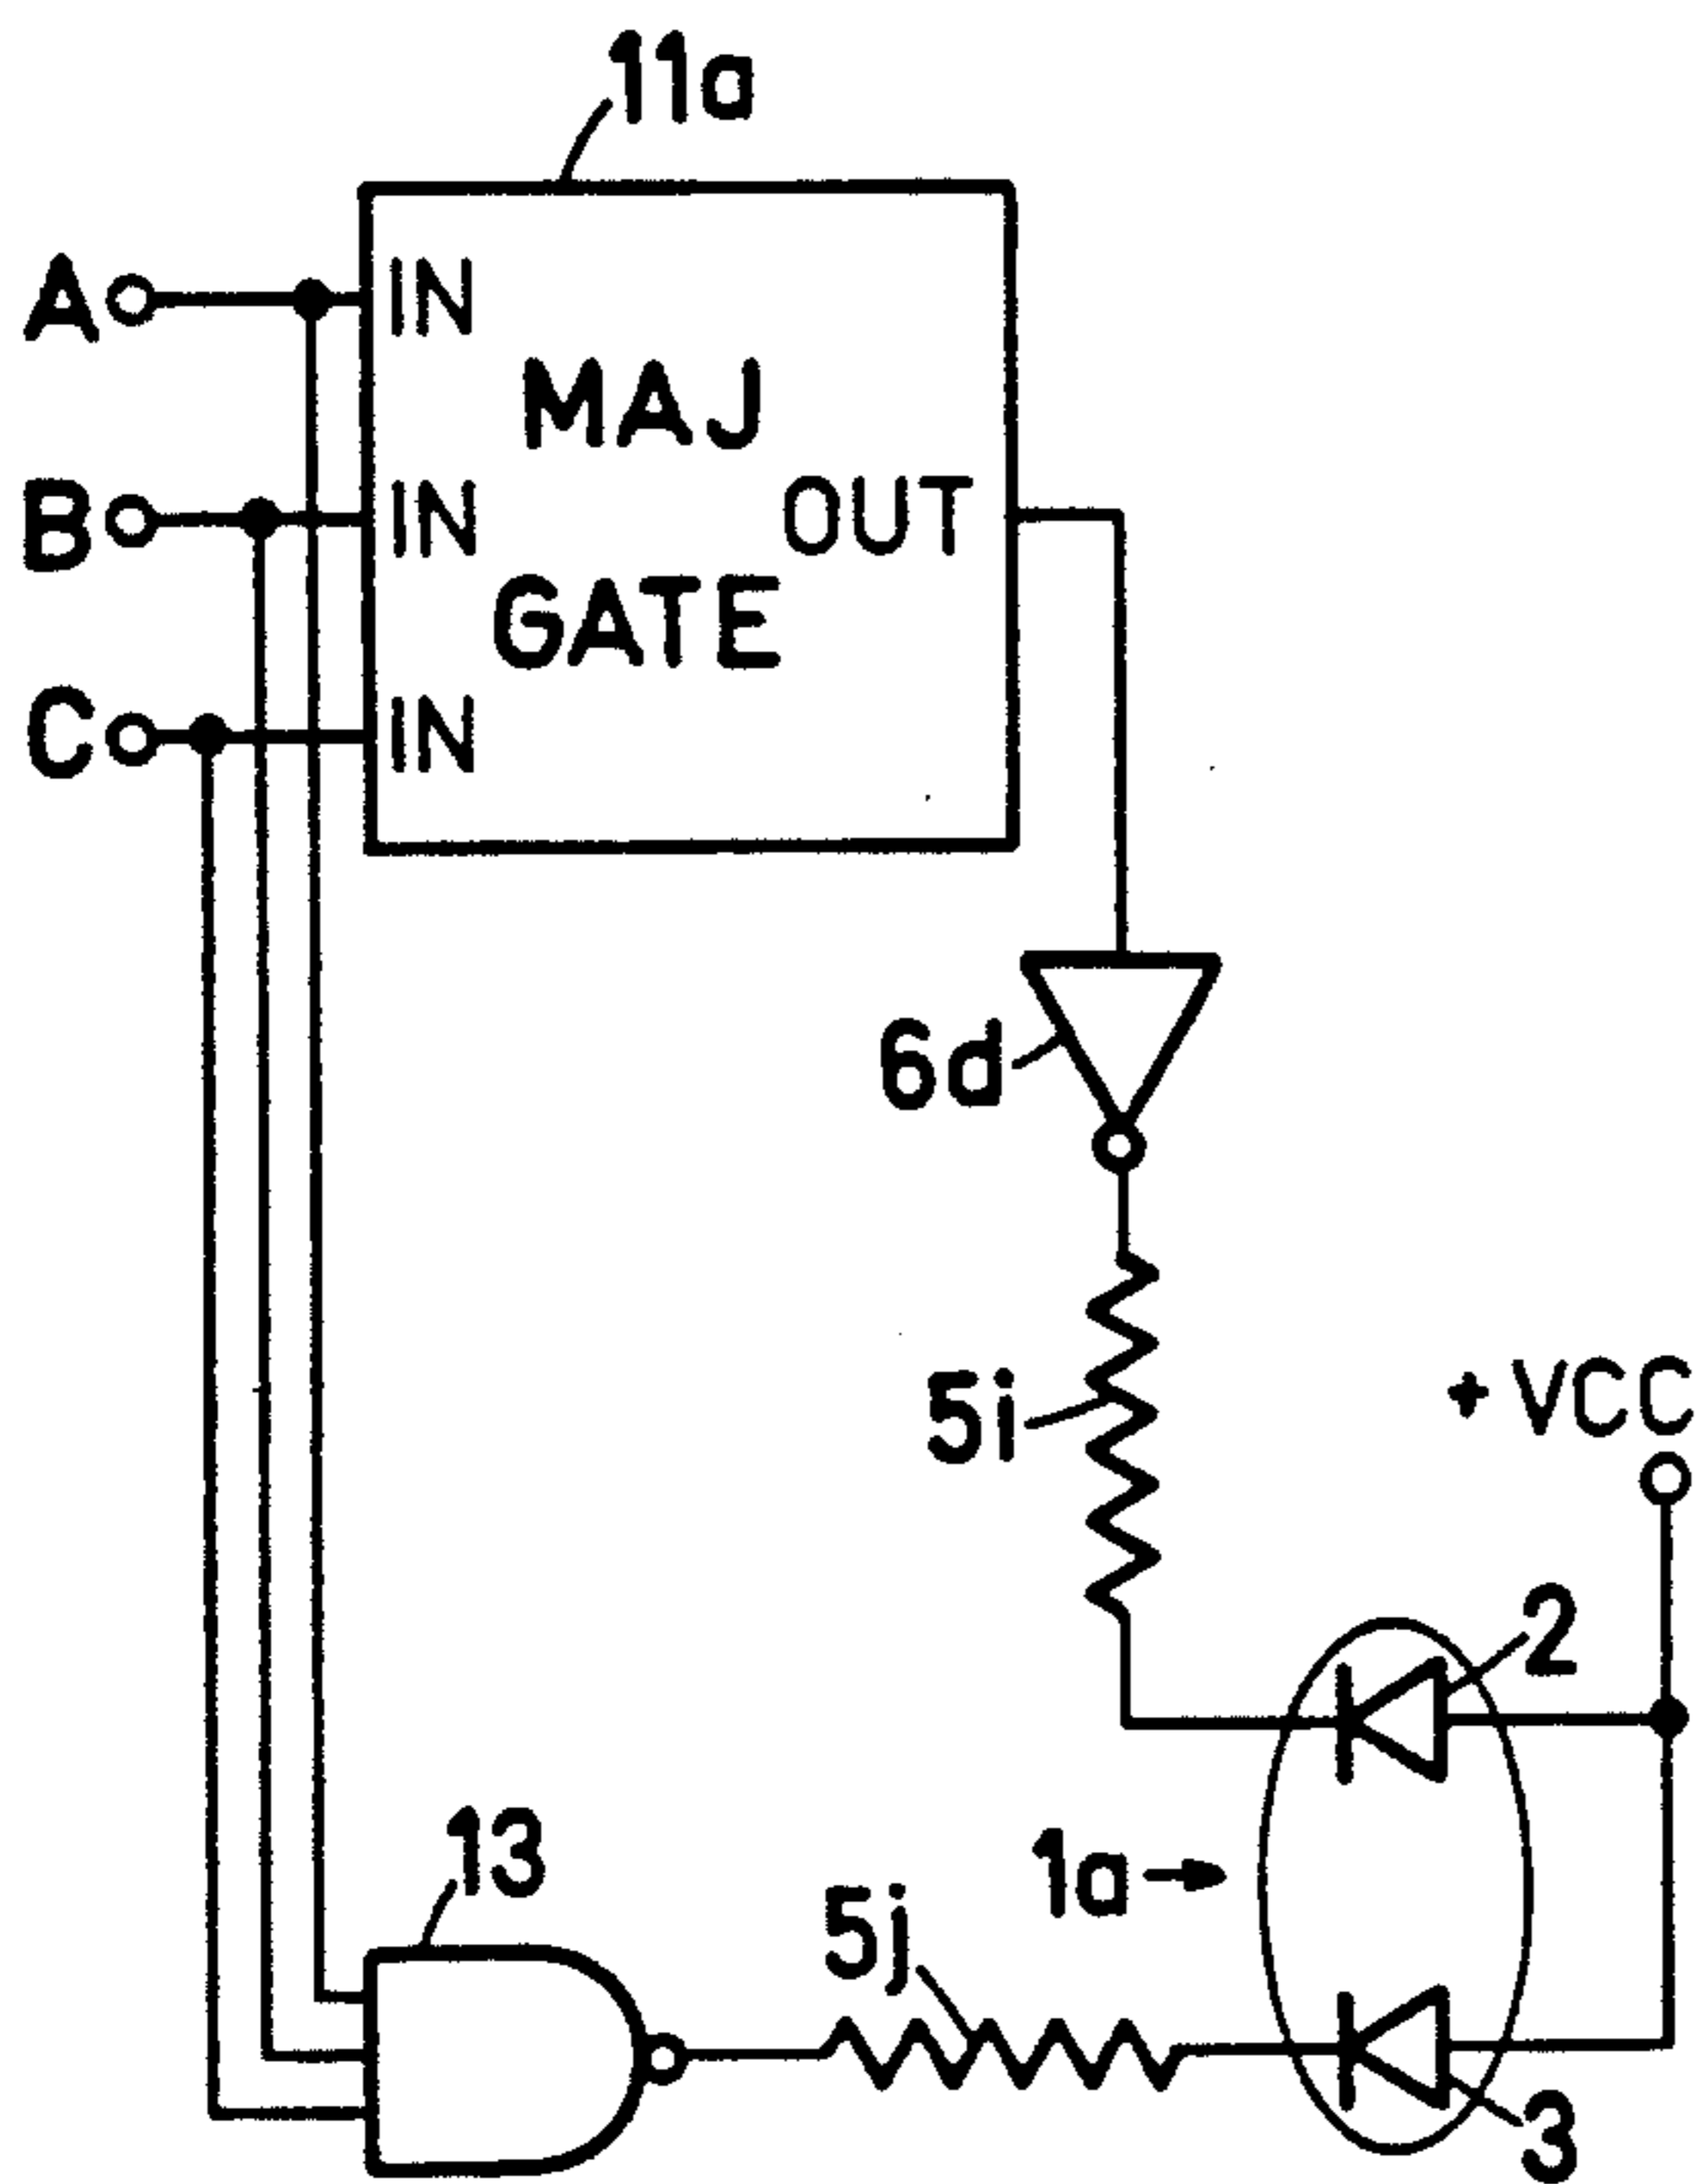 11a
A IN
MAJ
B IN OUT
GATE
C IN
6d
5i
+ VCC
2
13
1a
5j
3